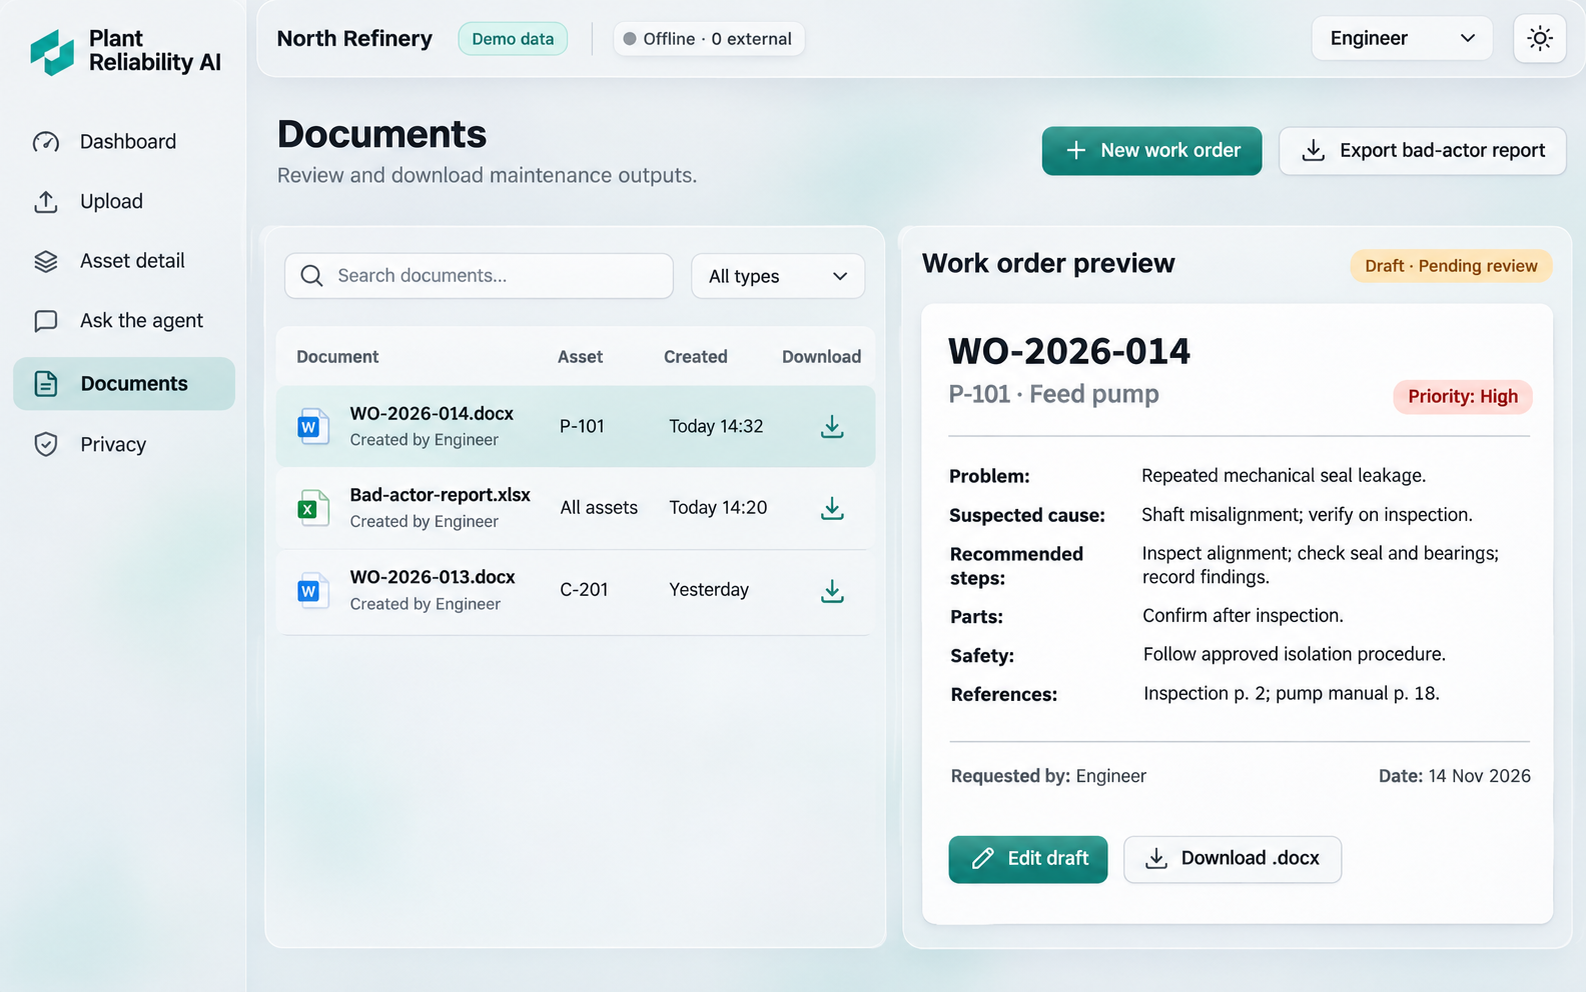 Plant
Reliability AI
North Refinery
Demo data
Offline · 0 external
Engineer
Dashboard
Upload
Asset detail
Ask the agent
Documents
Privacy
Documents
Review and download maintenance outputs.
New work order
Export bad-actor report
Search documents...
All types
Document Asset Created Download
WO-2026-014.docx
Created by Engineer
P-101
Today 14:32
Bad-actor-report.xlsx
Created by Engineer
All assets
Today 14:20
WO-2026-013.docx
Created by Engineer
C-201
Yesterday
W
X
W
Work order preview
Draft · Pending review
WO-2026-014
P-101 · Feed pump
Priority: High
Problem: Repeated mechanical seal leakage.
Suspected cause: Shaft misalignment; verify on inspection.
Recommended steps: Inspect alignment; check seal and bearings;
record findings.
Parts: Confirm after inspection.
Safety: Follow approved isolation procedure.
References: Inspection p. 2; pump manual p. 18.
Requested by: Engineer
Date: 14 Nov 2026
Edit draft
Download .docx